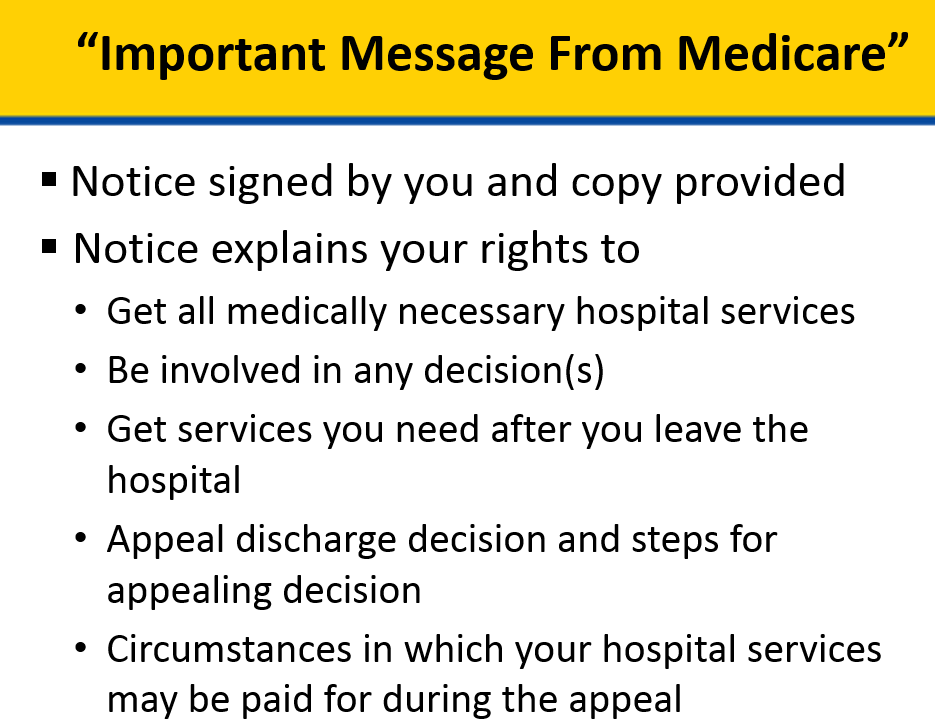 “Important Message From Medicare”
▪ Notice signed by you and copy provided
▪ Notice explains your rights to
• Get all medically necessary hospital services
• Be involved in any decision(s)
• Get services you need after you leave the
hospital
• Appeal discharge decision and steps for
appealing decision
• Circumstances in which your hospital services
may be paid for during the appeal